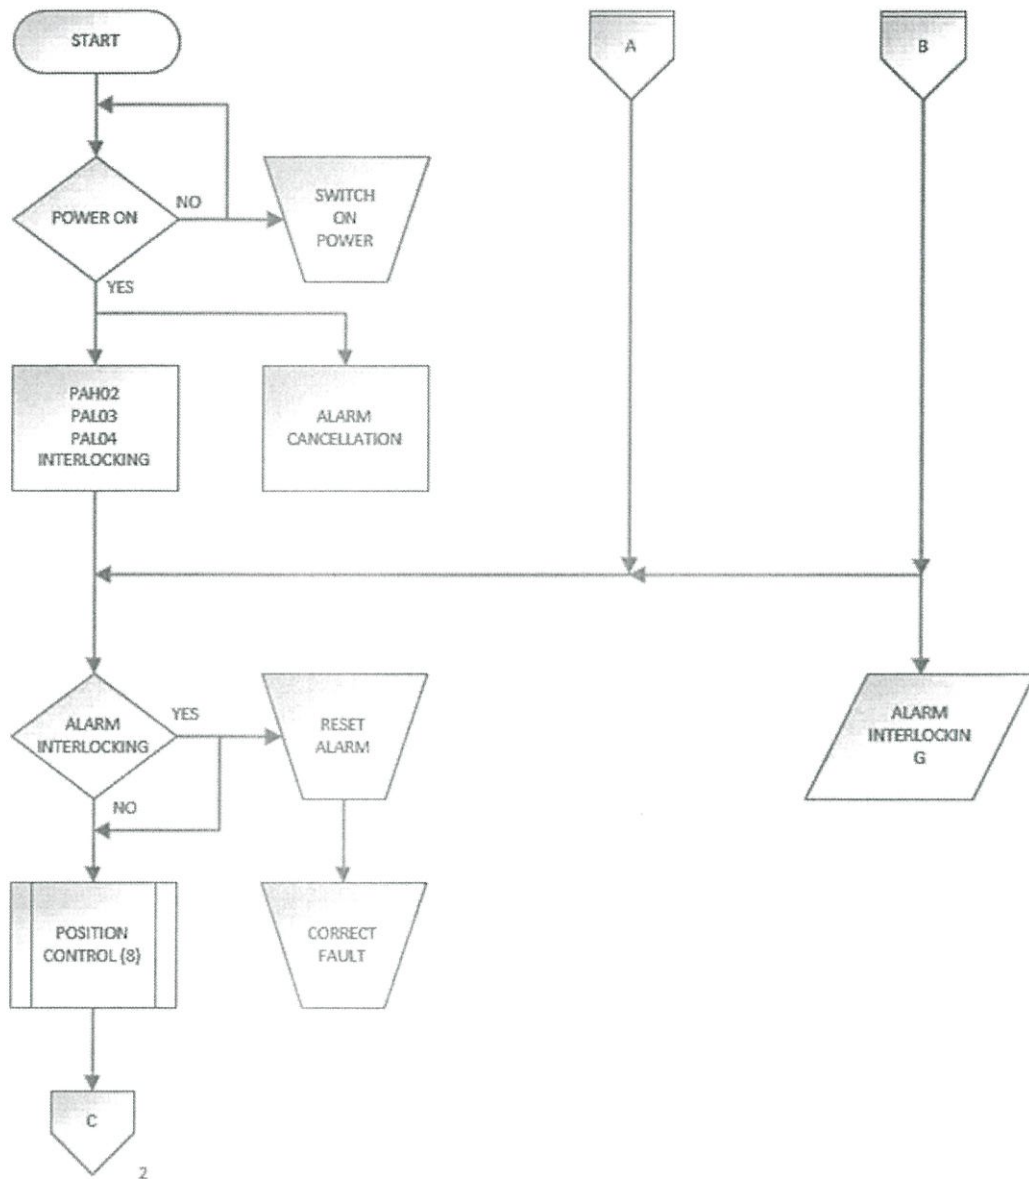 START
A
B
POWER ON
NO
SWITCH
ON
POWER
YES
PAH02
PAL03
PAL04
INTERLOCKING
ALARM
CANCELLATION
ALARM
INTERLOCKING
YES
RESET
ALARM
ALARM
INTERLOCKIN
G
NO
POSITION
CONTROL (8)
CORRECT
FAULT
C
2